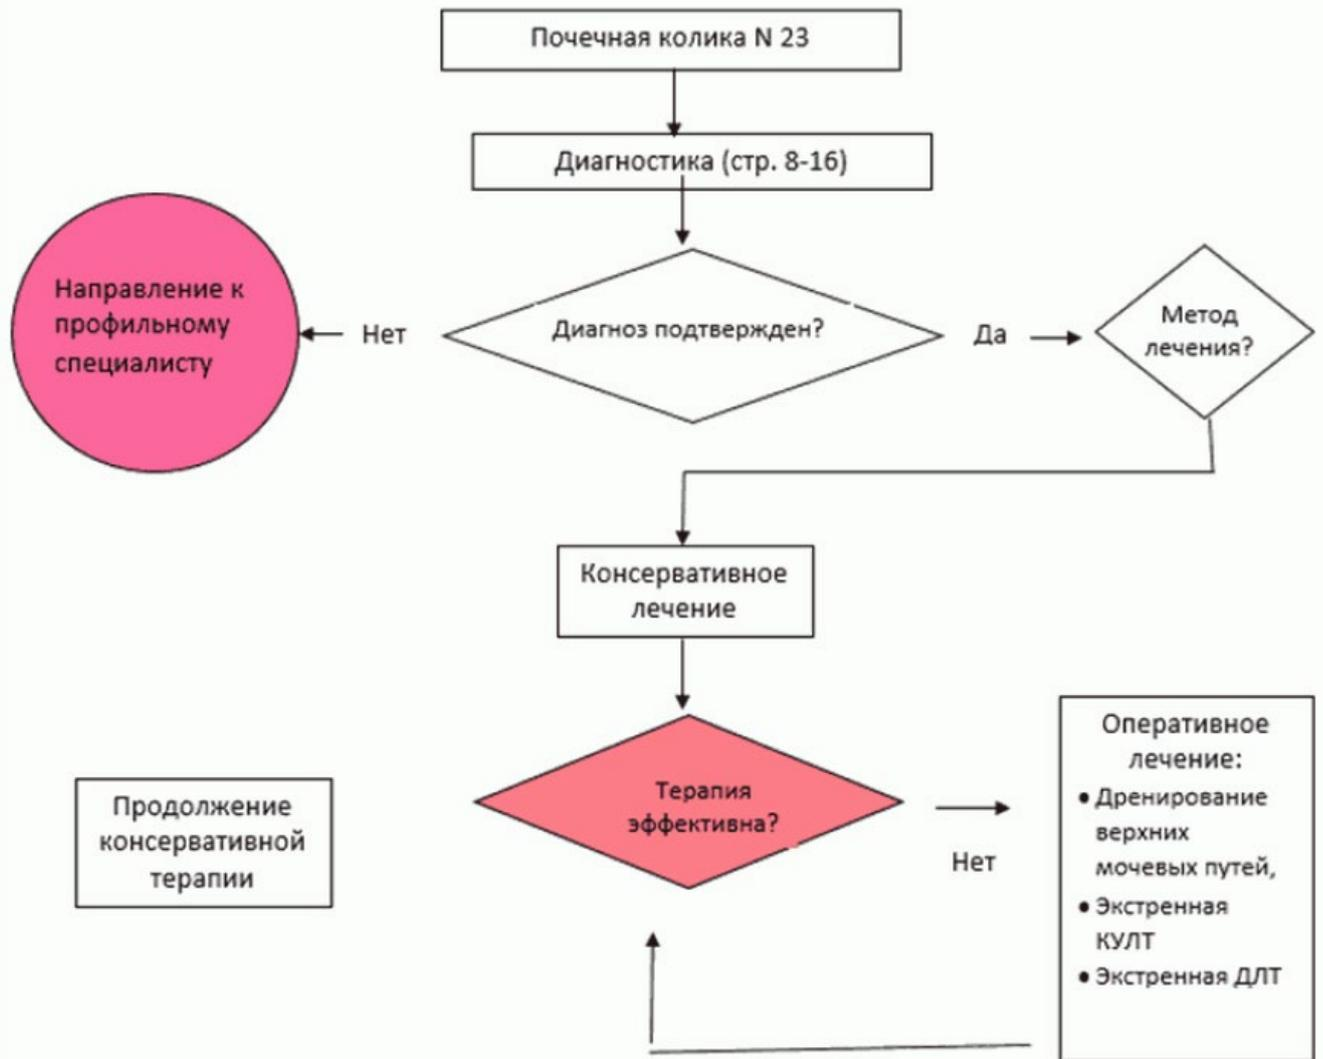 Почечная колика N 23
Диагностика (стр. 8-16)
Направление к
профильному
специалисту
Нет
Диагноз подтвержден?
Да
Метод
лечения?
Консервативное
лечение
Продолжение
консервативной
терапии
Терапия
эффективна?
Нет
Оперативное
лечение:
• Дренирование
верхних
мочевых путей,
• Экстренная
КУЛТ
• Экстренная ДЛТ